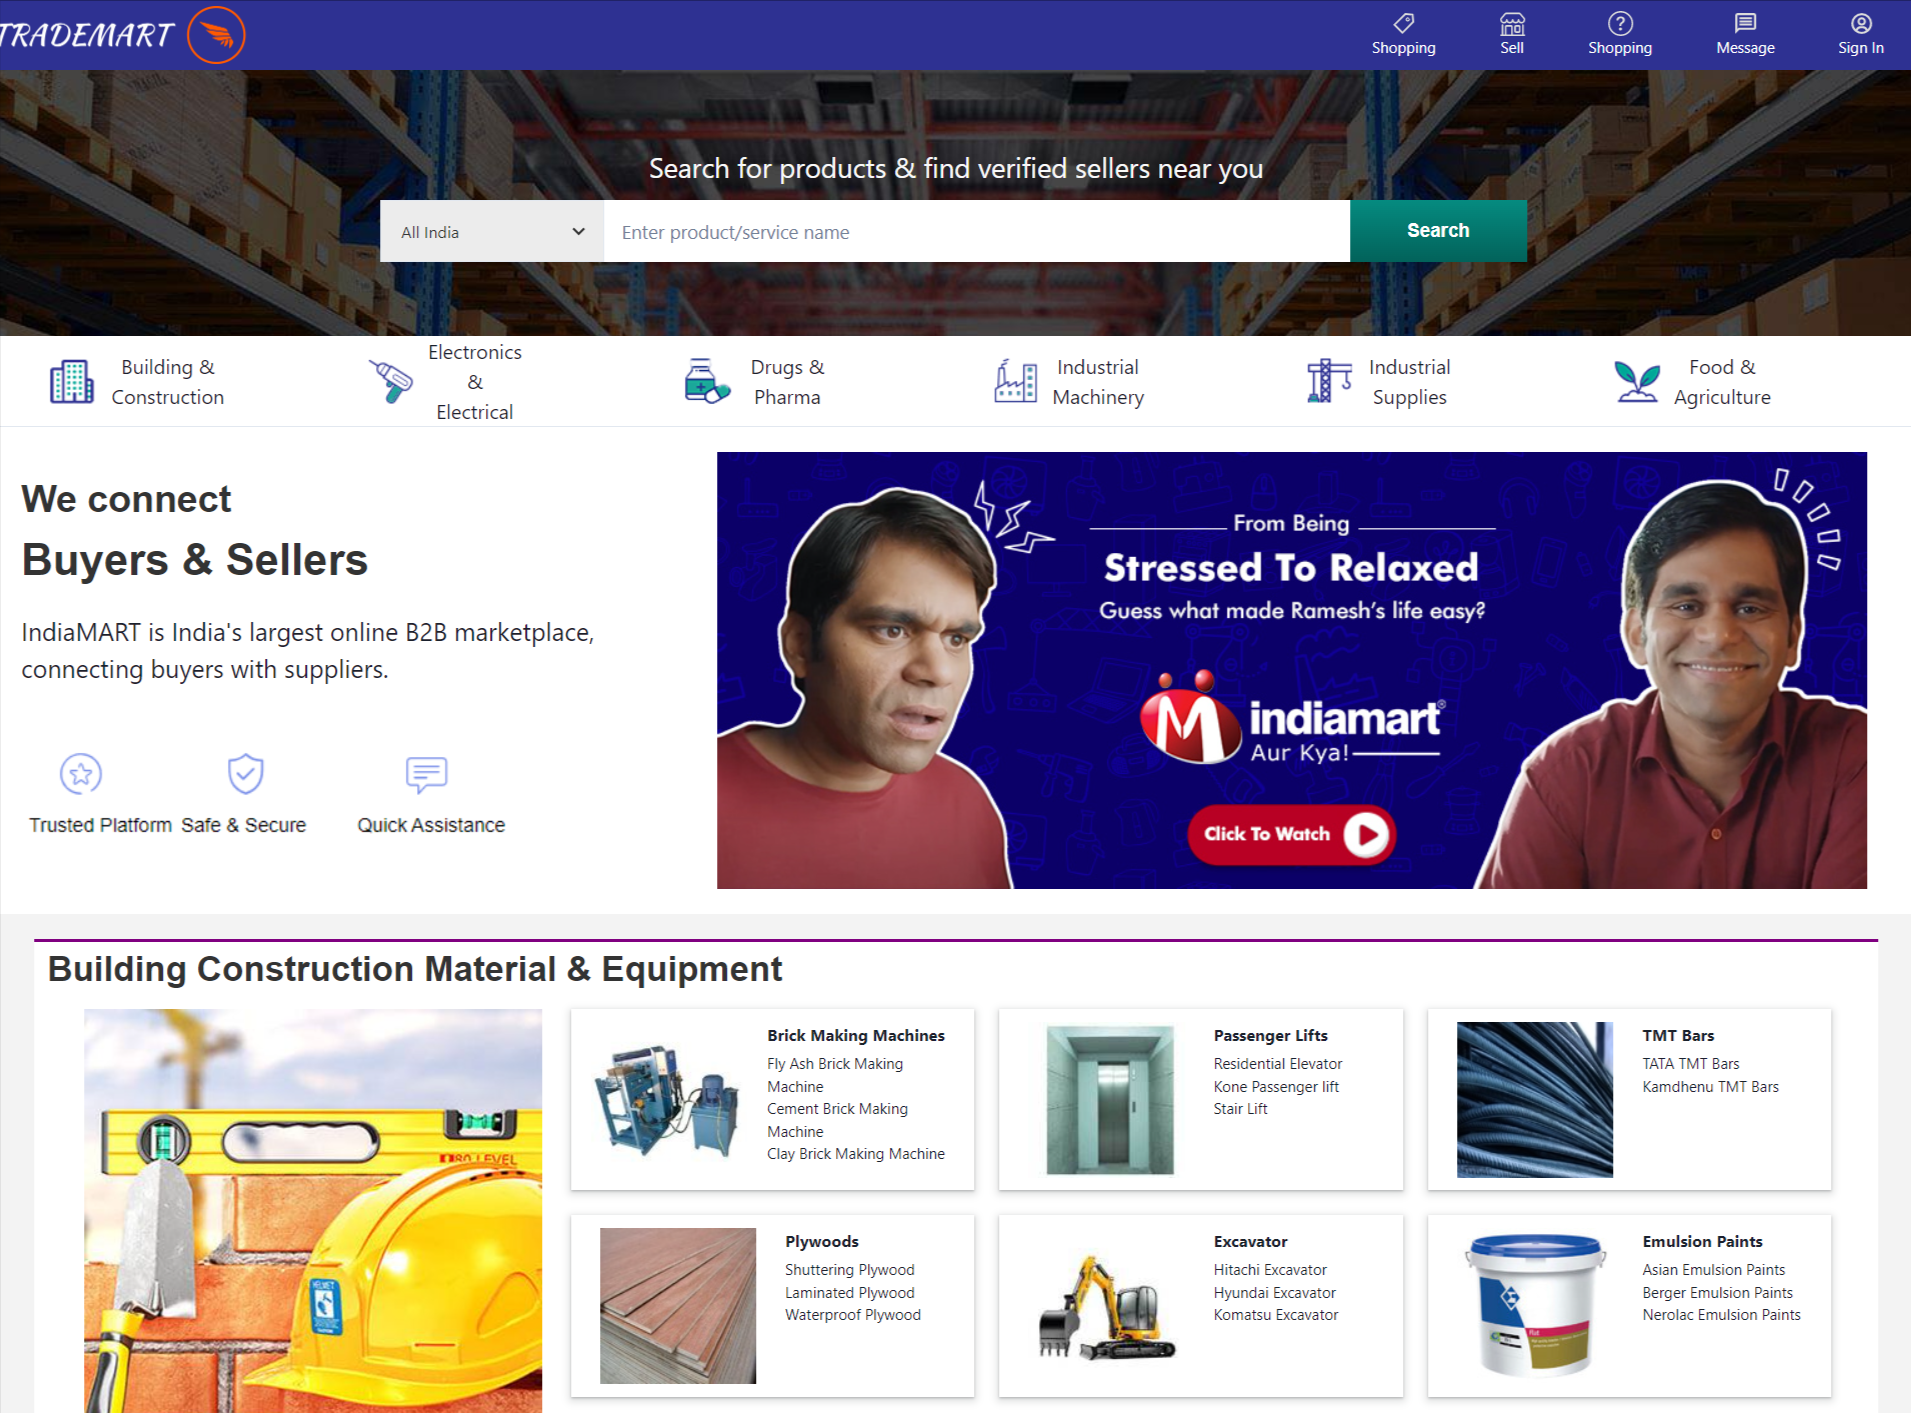 TRADEMART
Shopping
Sell
Shopping
Message
Sign In
Search for products & find verified sellers near you
All India
Enter product/service name
Search
Building &
Construction
Electronics
&
Electrical
Drugs &
Pharma
Industrial
Machinery
Industrial
Supplies
Food &
Agriculture
We connect
Buyers & Sellers
IndiaMART is India's largest online B2B marketplace,
connecting buyers with suppliers.
Trusted Platform
Safe & Secure
Quick Assistance
From Being
Stressed To Relaxed
Guess what made Ramesh's life easy?
indiamart®
Aur Kya!
Click To Watch
Building Construction Material & Equipment
80 LEVEL
HELMET
Brick Making Machines
Fly Ash Brick Making
Machine
Cement Brick Making
Machine
Clay Brick Making Machine
Passenger Lifts
Residential Elevator
Kone Passenger lift
Stair Lift
TMT Bars
TATA TMT Bars
Kamdhenu TMT Bars
Plywoods
Shuttering Plywood
Laminated Plywood
Waterproof Plywood
Excavator
Hitachi Excavator
Hyundai Excavator
Komatsu Excavator
Emulsion Paints
Asian Emulsion Paints
Berger Emulsion Paints
Nerolac Emulsion Paints